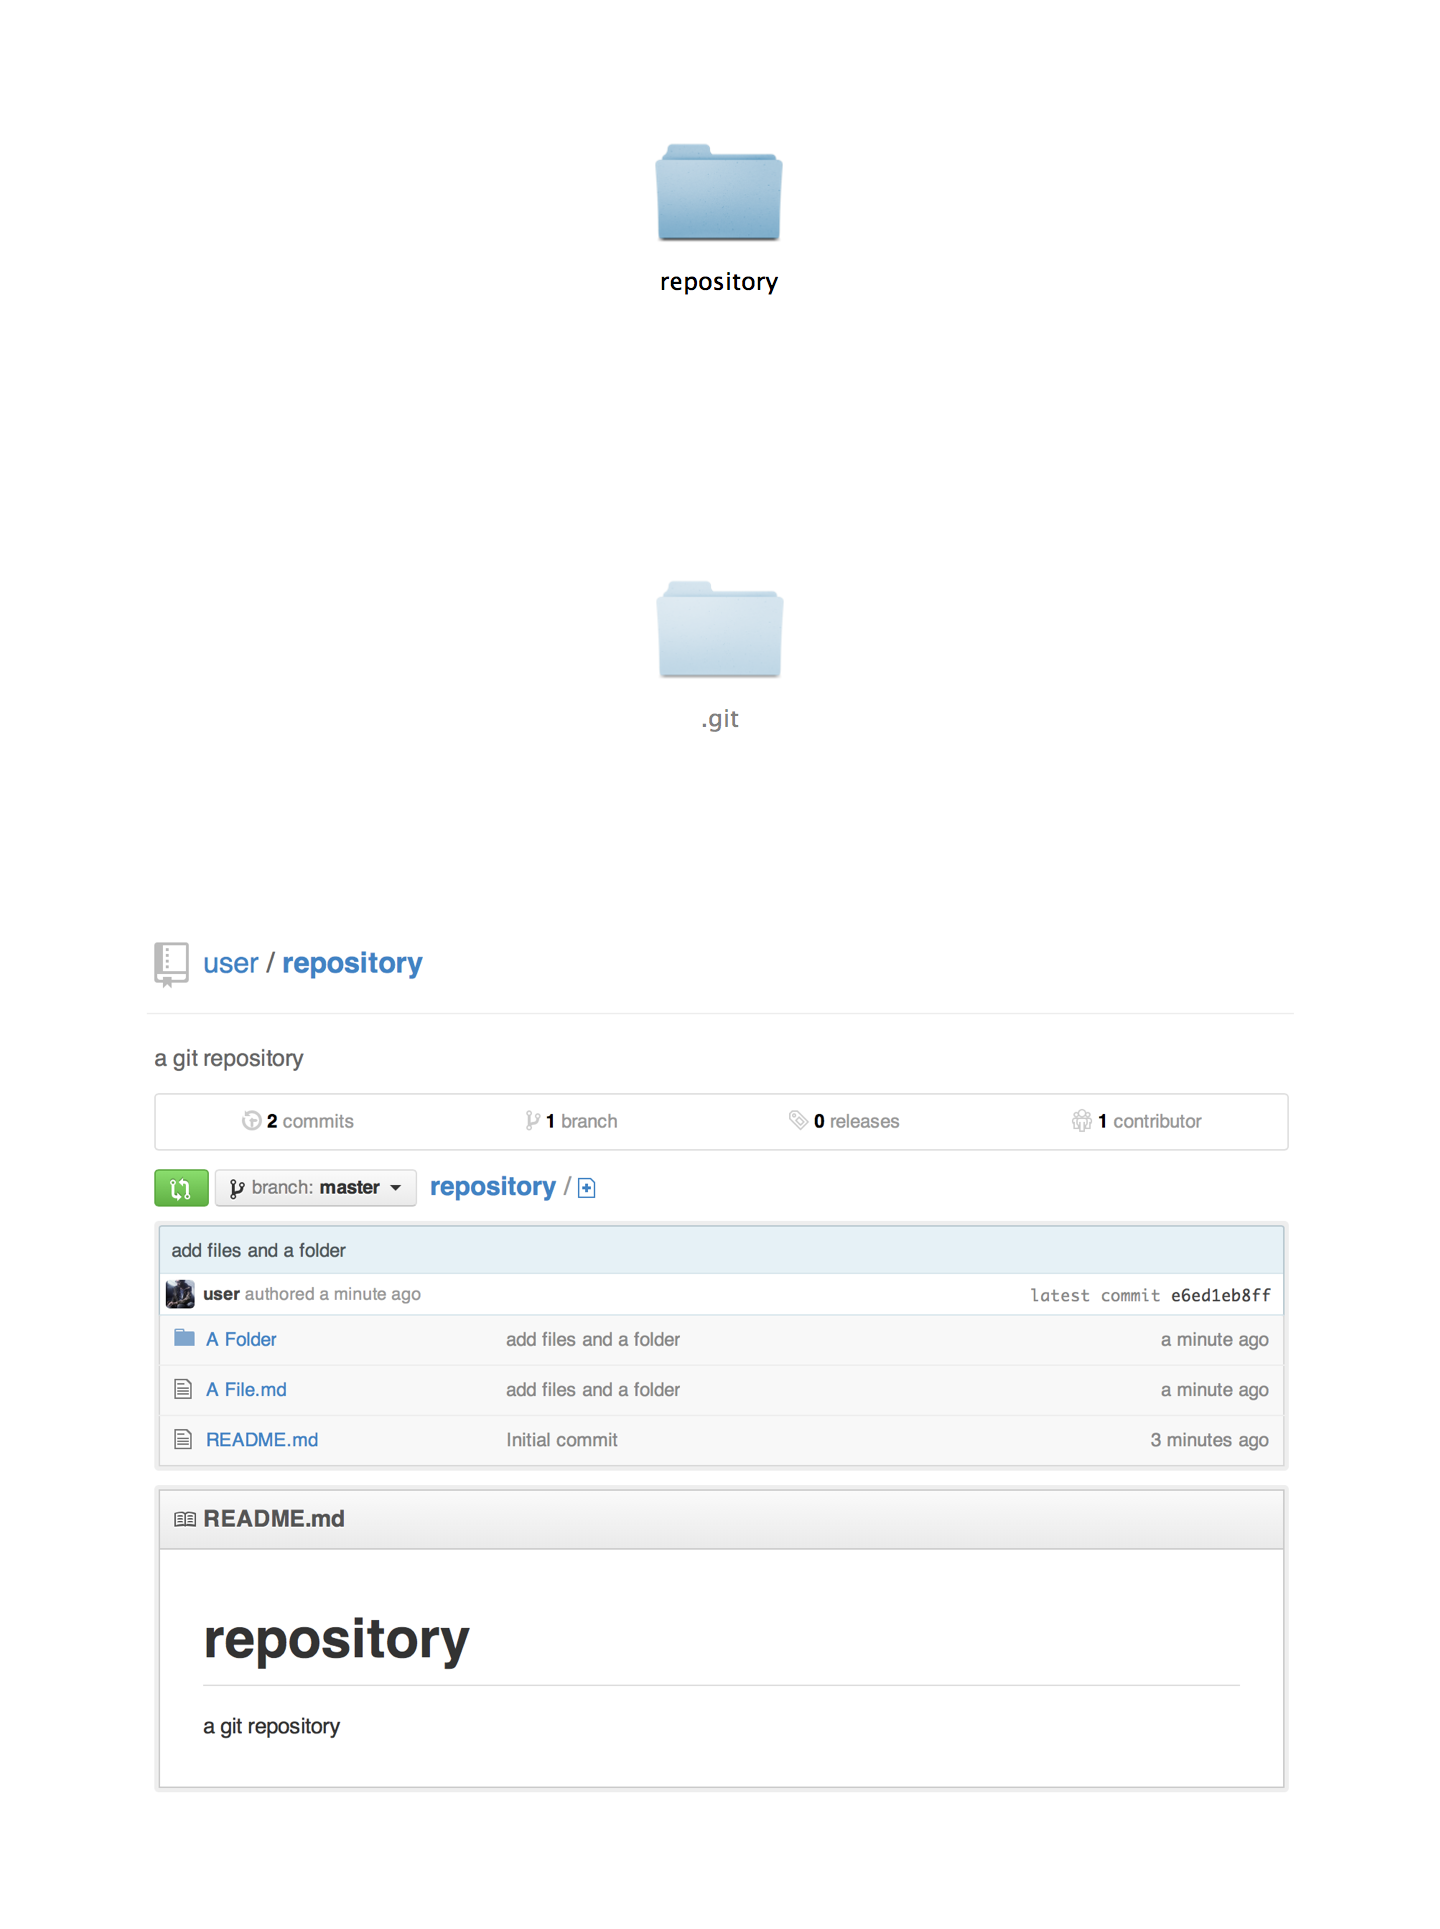 repository
.git
user / repository
a git repository
2 commits 1 branch 0 releases 1 contributor
branch: master repository /
add files and a folder
user authored a minute ago latest commit e6ed1eb8ff
A Folder add files and a folder a minute ago
A File.md add files and a folder a minute ago
README.md Initial commit 3 minutes ago
README.md
repository
a git repository